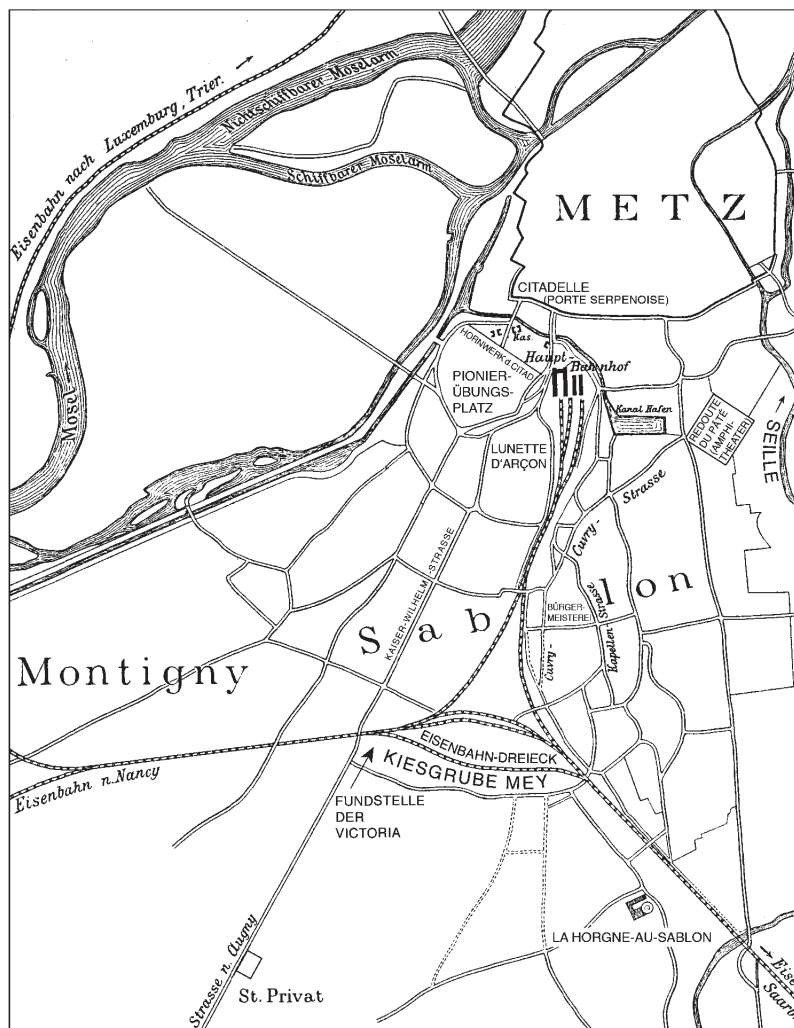 Eisenbahn nach Luxemburg, Trier.
Nichtschiffbarer Moselarm
Schiffbarer Moselarm
METZ
CITADELLE
(PORTE SERPENOISE)
Kas.
HORNWERK d. CITAD.
Haupt-
Bahnhof
PIONIER-
ÜBUNGS-
PLATZ
Kanal Hafen
REDOUTE
DU PÂTÉ
(AMPHI-
THEATER)
SEILLE
Mosel
LUNETTE
D'ARÇON
Curry-
Strasse
KAISER-WILHELM-STRASSE
Sablon
BÜRGER-
MEISTEREI
Kapellen-Strasse
Curry-
Montigny
EISENBAHN-DREIECK
KIESGRUBE MEY
Eisenbahn n. Nancy
FUNDSTELLE
DER
VICTORIA
LA HORGNE-AU-SABLON
Strasse n. Augny
St. Privat